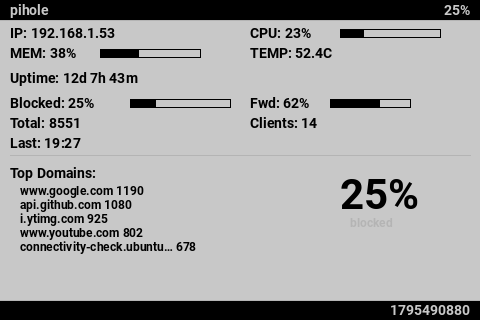 pihole 25%
IP: 192.168.1.53 CPU: 23%
MEM: 38% TEMP: 52.4C
Uptime: 12d 7h 43m
Blocked: 25% Fwd: 62%
Total: 8551 Clients: 14
Last: 19:27
Top Domains:
www.google.com 1190
api.github.com 1080
i.ytimg.com 925
www.youtube.com 802
connectivity-check.ubuntu... 678
25%
blocked
1795490880